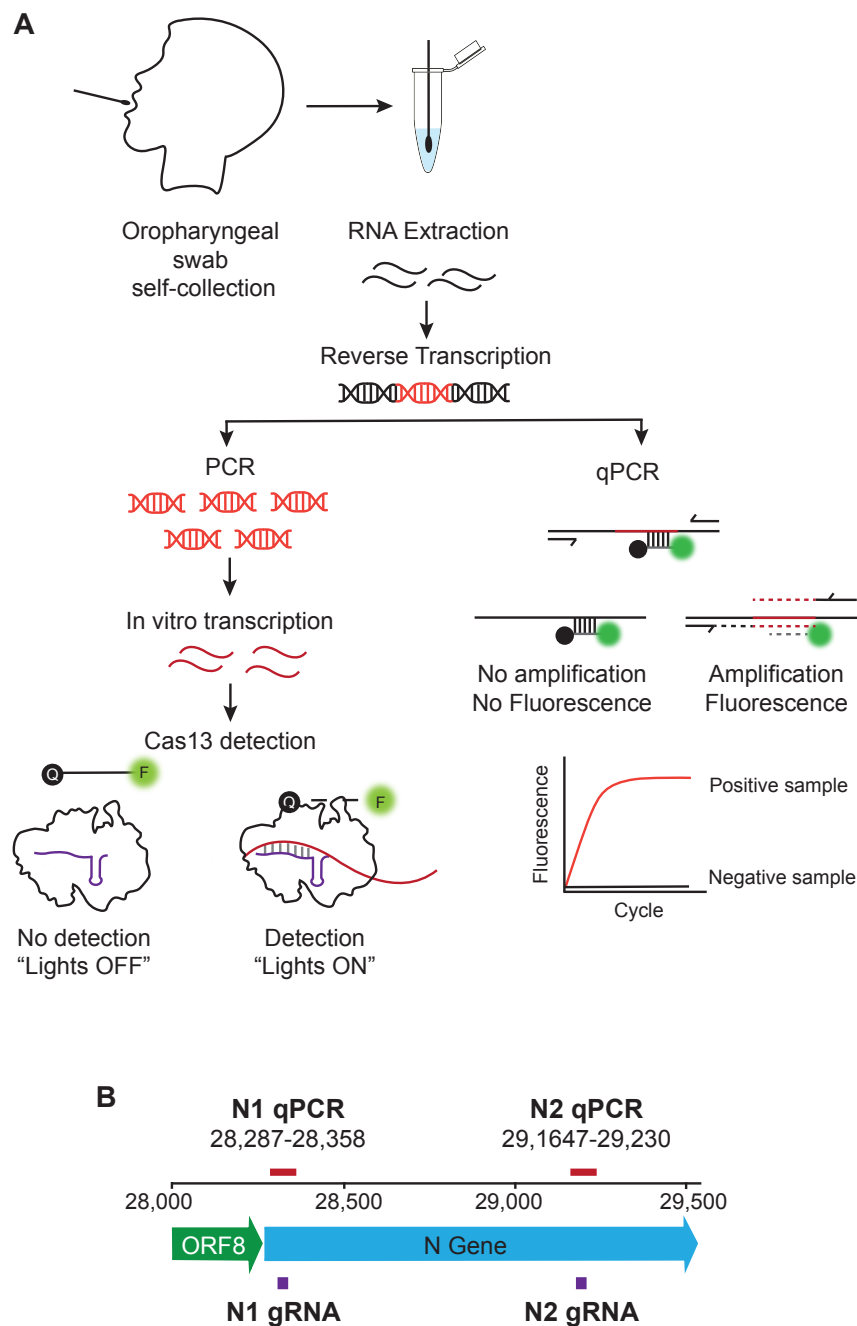 A
Oropharyngeal
swab
self-collection
RNA Extraction
Reverse Transcription
PCR
qPCR
In vitro transcription
No amplification
No Fluorescence
Amplification
Fluorescence
Cas13 detection
Q
F
Q
F
No detection
“Lights OFF”
Detection
“Lights ON”
Fluorescence
Positive sample
Negative sample
Cycle
B
N1 qPCR
28,287-28,358
N2 qPCR
29,1647-29,230
28,000
28,500
29,000
29,500
ORF8
N Gene
N1 gRNA
N2 gRNA